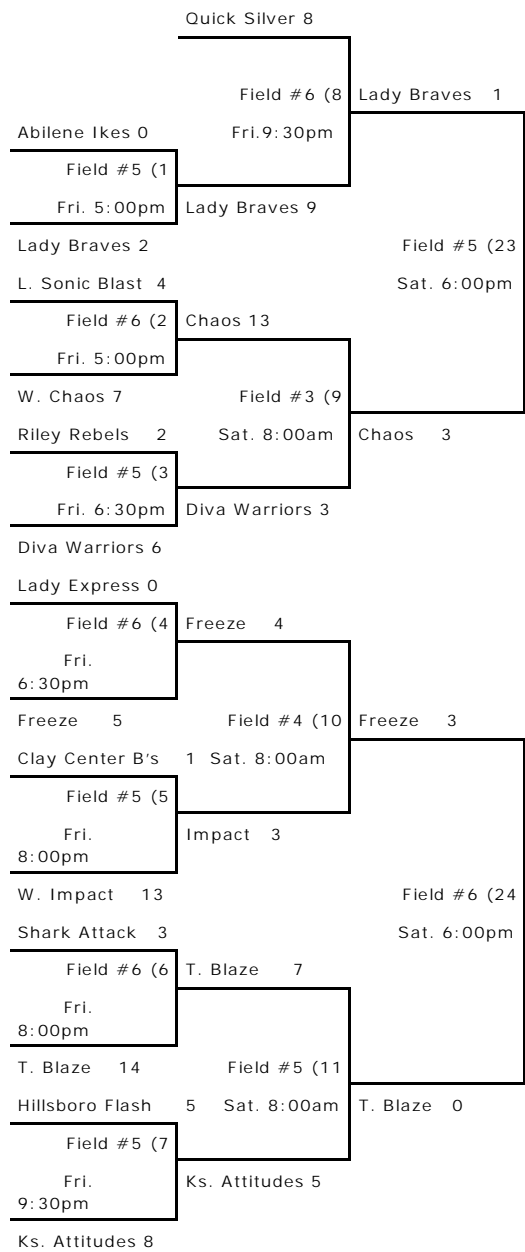 Quick Silver 8
Field #6 (8 Lady Braves 1
Abilene Ikes 0 Fri.9:30pm
Field #5 (1
Fri. 5:00pm Lady Braves 9
Lady Braves 2 Field #5 (23
L. Sonic Blast 4 Sat. 6:00pm
Field #6 (2 Chaos 13
Fri. 5:00pm
W. Chaos 7 Field #3 (9
Riley Rebels 2 Sat. 8:00am Chaos 3
Field #5 (3
Fri. 6:30pm Diva Warriors 3
Diva Warriors 6
Lady Express 0
Field #6 (4 Freeze 4
Fri.
6:30pm
Freeze 5 Field #4 (10 Freeze 3
Clay Center B's 1 Sat. 8:00am
Field #5 (5
Fri. Impact 3
8:00pm
W. Impact 13 Field #6 (24
Shark Attack 3 Sat. 6:00pm
Field #6 (6 T. Blaze 7
Fri.
8:00pm
T. Blaze 14 Field #5 (11
Hillsboro Flash 5 Sat. 8:00am T. Blaze 0
Field #5 (7
Fri. Ks. Attitudes 5
9:30pm
Ks. Attitudes 8